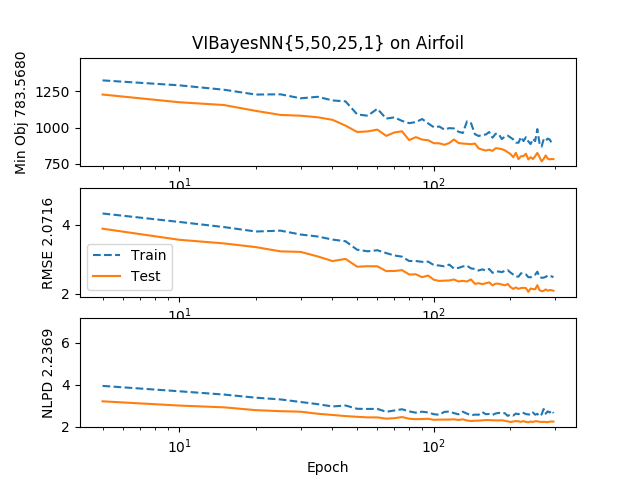 VIBayesNN{5,50,25,1} on Airfoil
Min Obj 783.5680
1250
1000
750
10¹
10²
RMSE 2.0716
4
2
Train
Test
10¹
10²
NLPD 2.2369
6
4
2
10¹
10²
Epoch